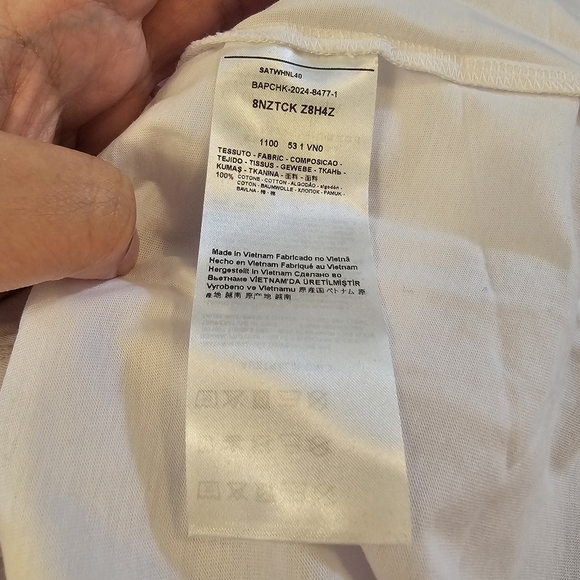 SATWHNL40
BAPCHK-2024-8477-1
8NZTCK Z8H4Z
1100 53 1 VN0
TESSUTO - FABRIC - COMPOSICAO -
TEJIDO - TISSUS - GEWEBE - ТКАНЬ -
KUMAŞ - TKANINA - 面料 - 面料
100% COTONE - COTTON - ALGODÃO - algodón -
COTON - BAUMWOLLE - ХЛОПОК - PAMUK -
BAVLNA - 棉 - 棉
Made in Vietnam Fabricado no Vietnã
Hecho en Vietnam Fabriqué au Vietnam
Hergestellt in Vietnam Сделано во
Вьетнаме VİETNAM'DA ÜRETİLMİŞTİR
Vyrobeno ve Vietnamu 原産国ベトナム 原
產地 越南 原产地 越南